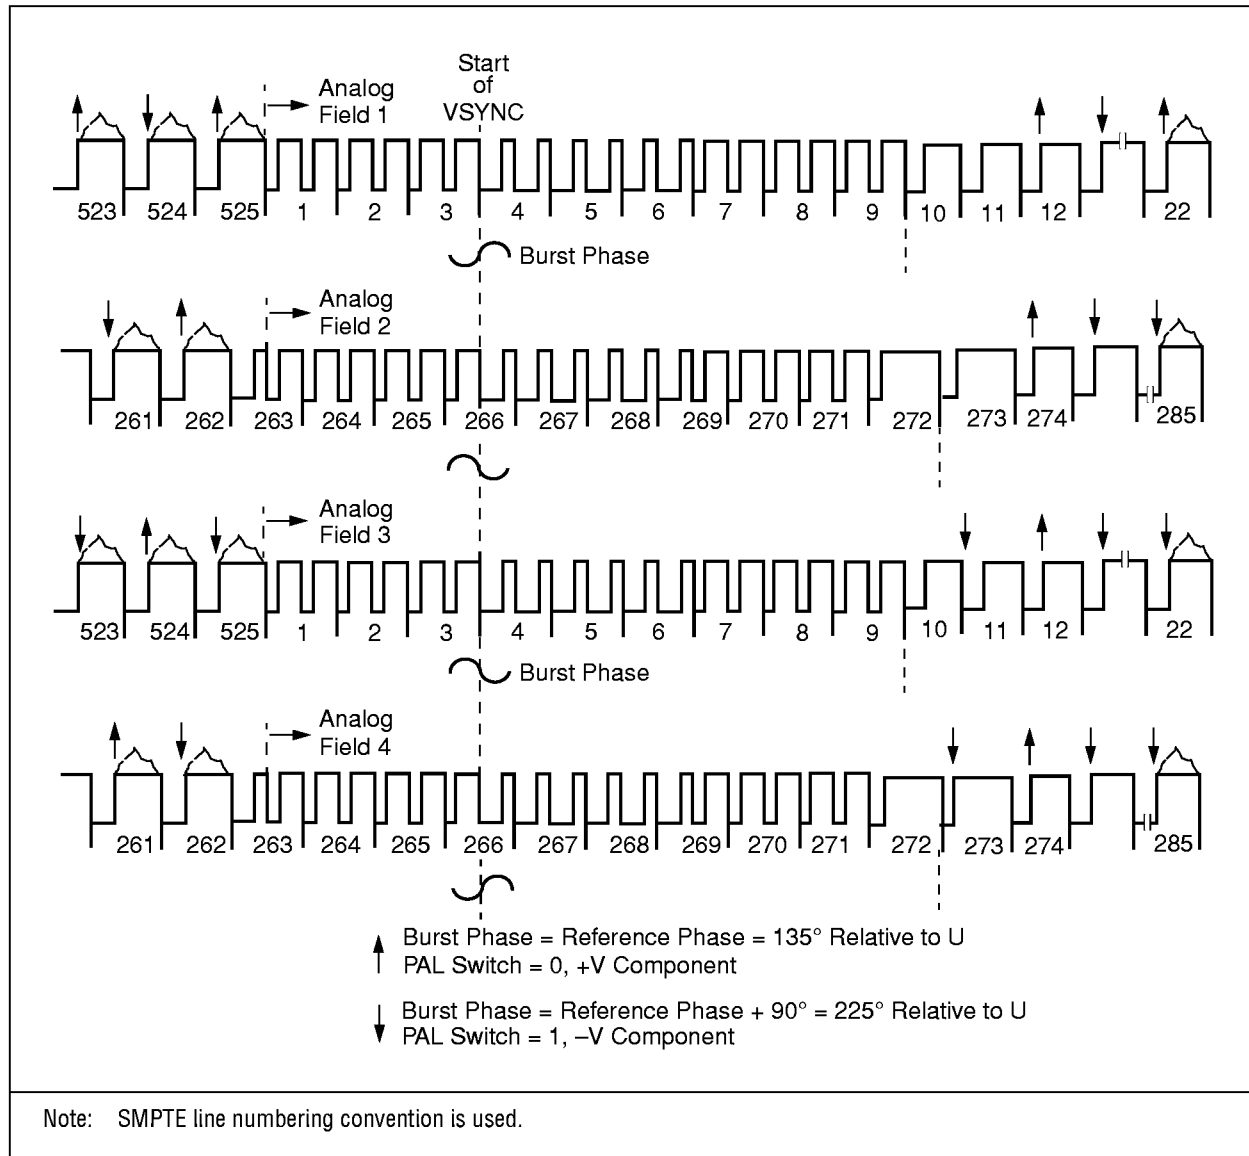 Start
of
VSYNC
Analog
Field 1
523 524 525 1 2 3 4 5 6 7 8 9 10 11 12 22
Burst Phase
Analog
Field 2
261 262 263 264 265 266 267 268 269 270 271 272 273 274 285
Analog
Field 3
523 524 525 1 2 3 4 5 6 7 8 9 10 11 12 22
Burst Phase
Analog
Field 4
261 262 263 264 265 266 267 268 269 270 271 272 273 274 285
Burst Phase = Reference Phase = 135° Relative to U
PAL Switch = 0, +V Component
Burst Phase = Reference Phase + 90° = 225° Relative to U
PAL Switch = 1, –V Component
Note: SMPTE line numbering convention is used.